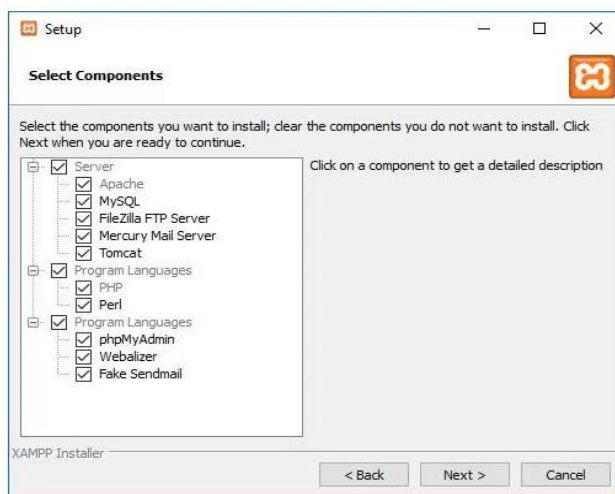 Setup
Select Components
Select the components you want to install; clear the components you do not want to install. Click
Next when you are ready to continue.
Server
Apache
MySQL
FileZilla FTP Server
Mercury Mail Server
Tomcat
Program Languages
PHP
Perl
Program Languages
phpMyAdmin
Webalizer
Fake Sendmail
Click on a component to get a detailed description
XAMPP Installer
< Back
Next >
Cancel